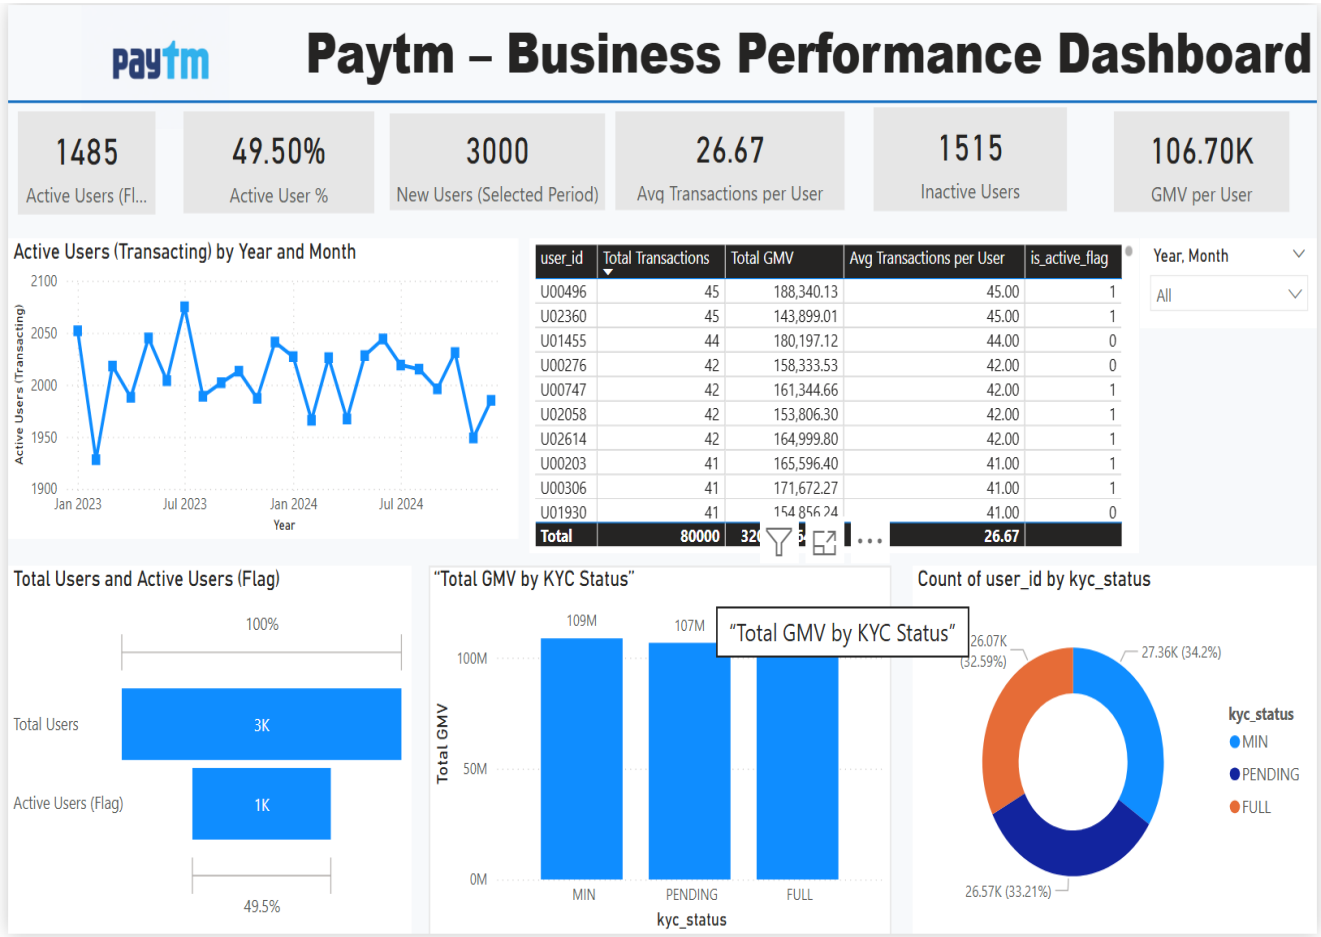 paytm
Paytm – Business Performance Dashboard
1485
Active Users (Fl...
49.50%
Active User %
3000
New Users (Selected Period)
26.67
Avg Transactions per User
1515
Inactive Users
106.70K
GMV per User
Active Users (Transacting) by Year and Month
Active Users (Transacting)
2100
2050
2000
1950
1900
Jan 2023 Jul 2023 Jan 2024 Jul 2024
Year
user_id Total Transactions Total GMV Avg Transactions per User is_active_flag
U00496 45 188,340.13 45.00 1
U02360 45 143,899.01 45.00 1
U01455 44 180,197.12 44.00 0
U00276 42 158,333.53 42.00 0
U00747 42 161,344.66 42.00 1
U02058 42 153,806.30 42.00 1
U02614 42 164,999.80 42.00 1
U00203 41 165,596.40 41.00 1
U00306 41 171,672.27 41.00 1
U01930 41 154,856.24 41.00 0
Total 80000 26.67
Year, Month
All
Total Users and Active Users (Flag)
100%
Total Users 3K
Active Users (Flag) 1K
49.5%
“Total GMV by KYC Status”
“Total GMV by KYC Status”
Total GMV
109M
107M
100M
50M
0M
MIN PENDING FULL
kyc_status
Count of user_id by kyc_status
26.07K
(32.59%)
27.36K (34.2%)
26.57K (33.21%)
kyc_status
MIN
PENDING
FULL